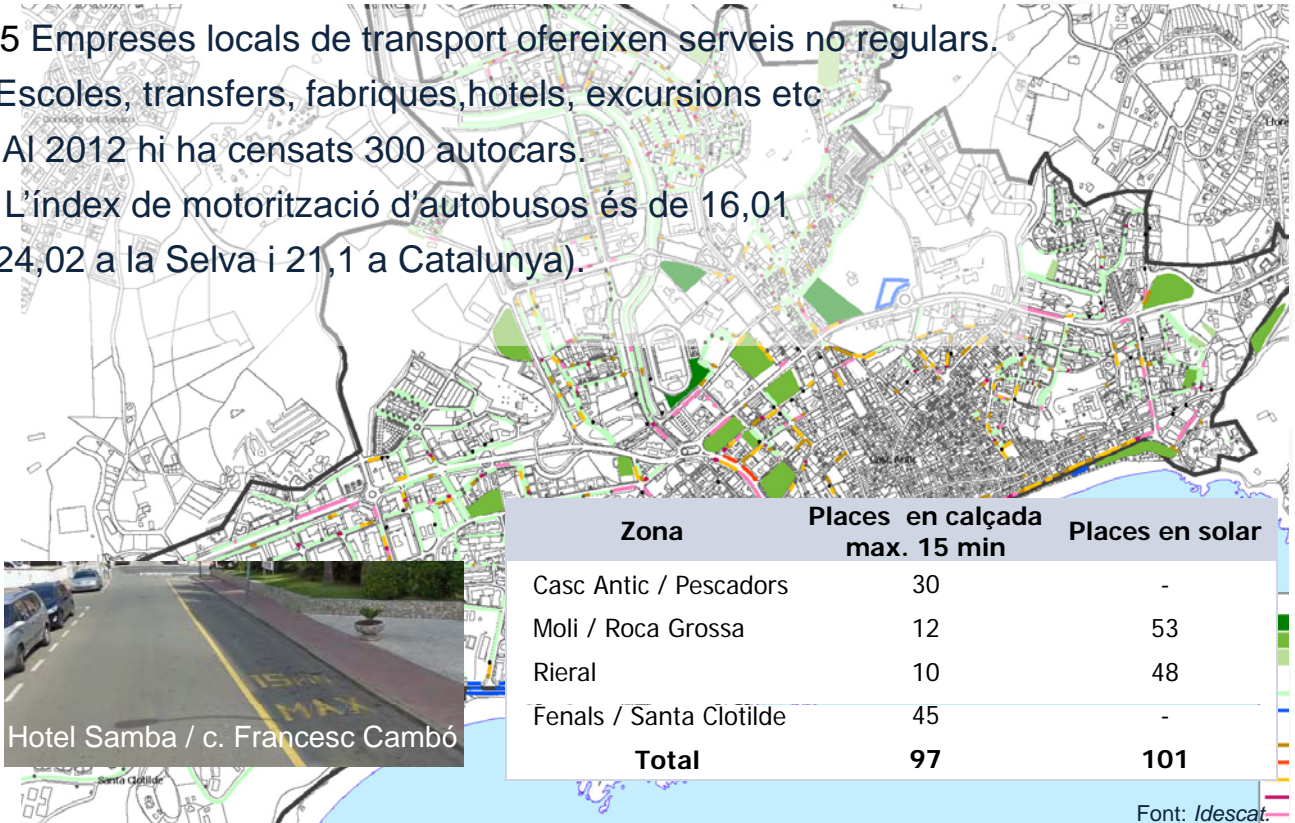 5 Empreses locals de transport ofereixen serveis no regulars.
Escoles, transfers, fabriques,hotels, excursions etc
Al 2012 hi ha censats 300 autocars.
L'índex de motorització d'autobusos és de 16,01
24,02 a la Selva i 21,1 a Catalunya).
Condado del Jaruco
Casc Antic
Zona Places en calçada max. 15 min Places en solar
Casc Antic / Pescadors 30 -
Moli / Roca Grossa 12 53
Rieral 10 48
Fenals / Santa Clotilde 45 -
Total 97 101
15 MIN
MAX
Hotel Samba / c. Francesc Cambó
Santa Clotilde
Font: Idescat.